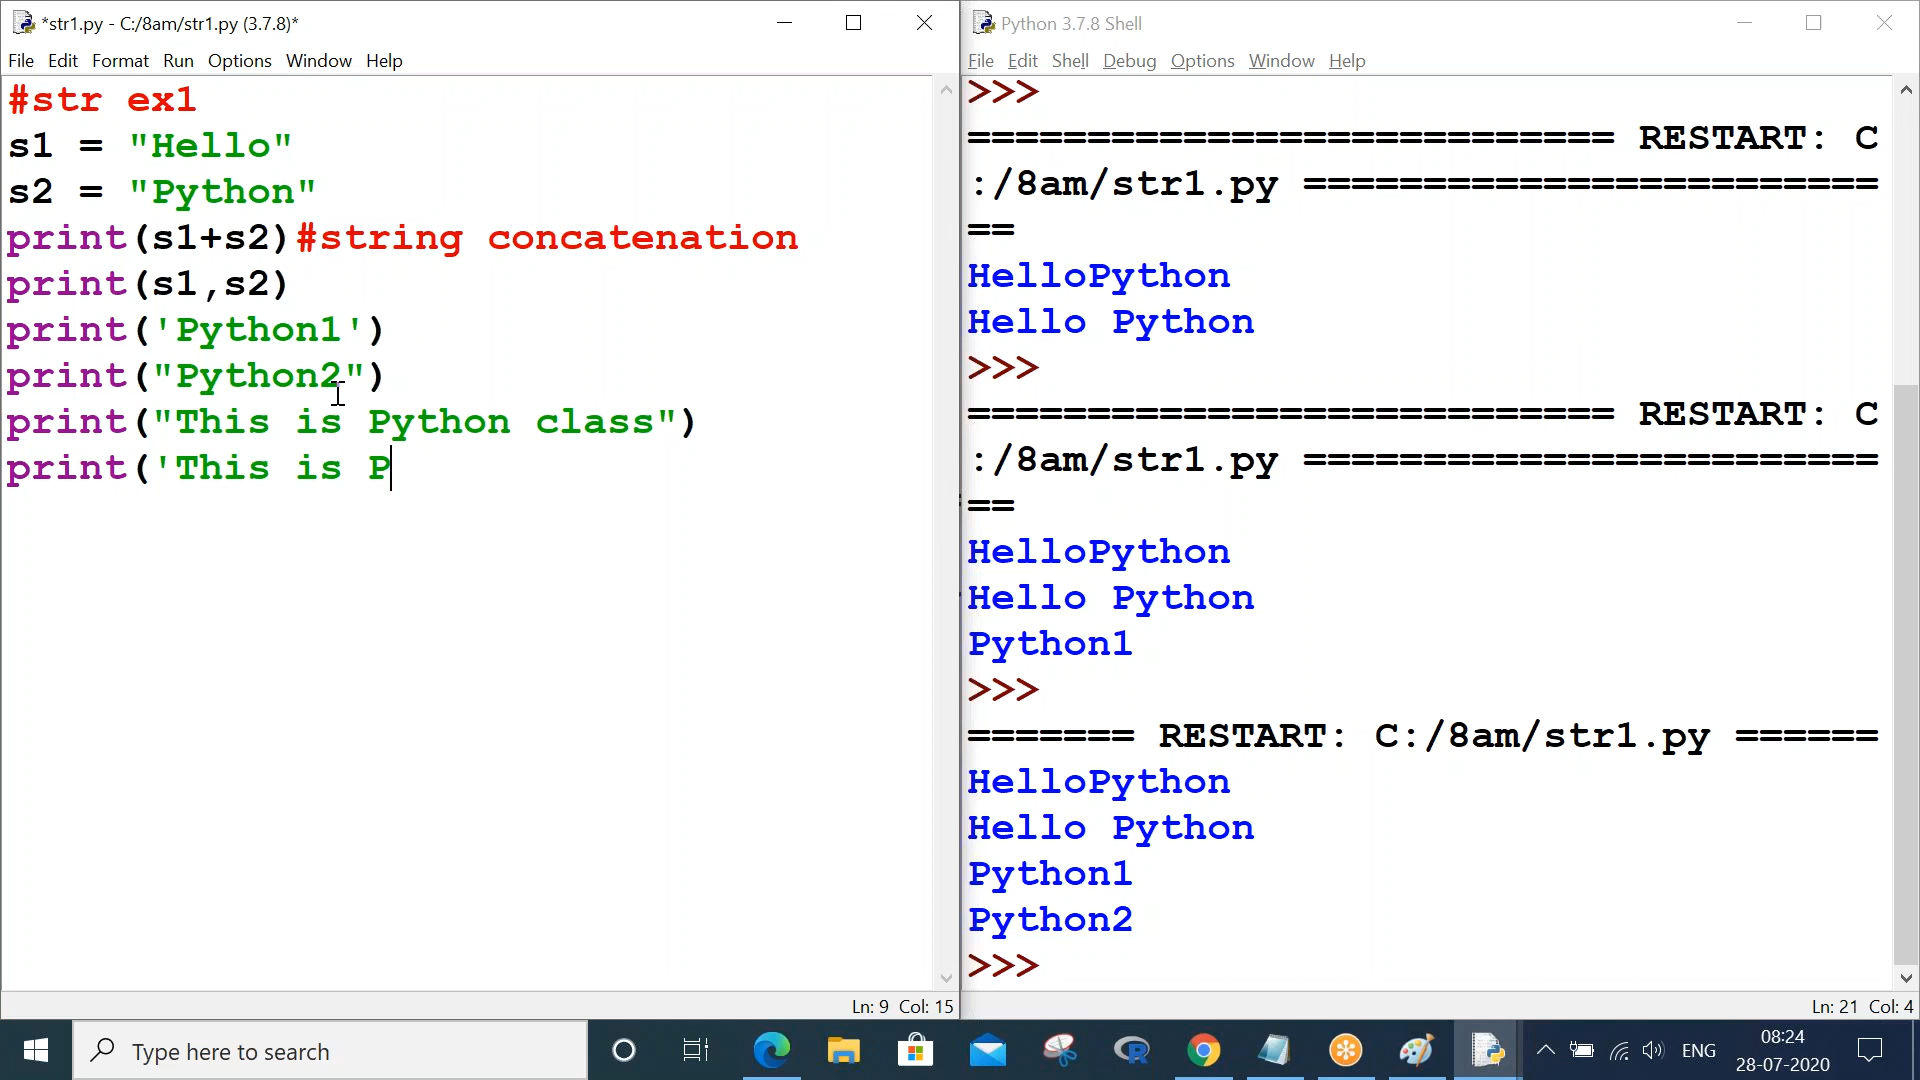 *str1.py - C:/8am/str1.py (3.7.8)*
File Edit Format Run Options Window Help
#str ex1
s1 = "Hello"
s2 = "Python"
print(s1+s2)#string concatenation
print(s1,s2)
print('Python1')
print("Python2")
print("This is Python class")
print('This is P
Ln: 9 Col: 15
Python 3.7.8 Shell
File Edit Shell Debug Options Window Help
>>>
=========================== RESTART: C
:/8am/str1.py ========================
==
HelloPython
Hello Python
>>>
=========================== RESTART: C
:/8am/str1.py ========================
==
HelloPython
Hello Python
Python1
>>>
======= RESTART: C:/8am/str1.py ======
HelloPython
Hello Python
Python1
Python2
>>>
Ln: 21 Col: 4
Type here to search
R
ENG
08:24
28-07-2020